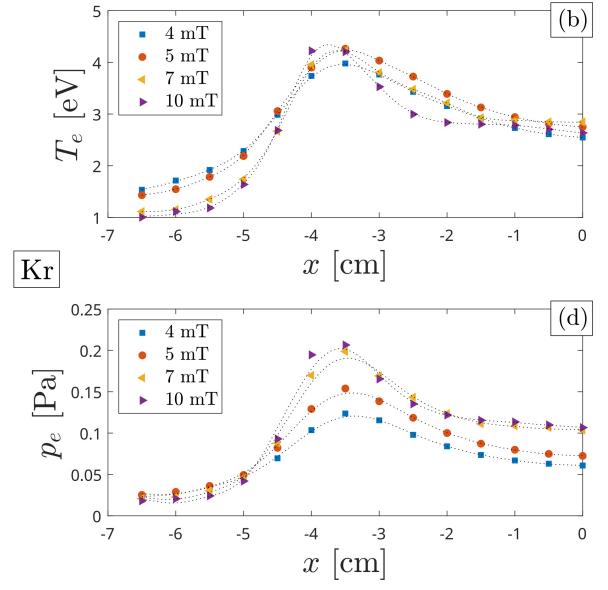 (b)
4 mT
5 mT
7 mT
10 mT
5
4
3
2
1
T_e [eV]
-7 -6 -5 -4 -3 -2 -1 0
x [cm]
Kr
(d)
4 mT
5 mT
7 mT
10 mT
0.25
0.2
0.15
0.1
0.05
0
p_e [Pa]
-7 -6 -5 -4 -3 -2 -1 0
x [cm]